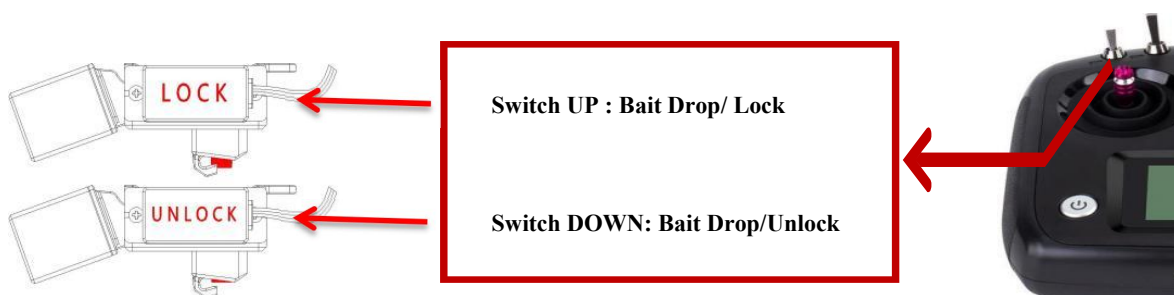 LOCK
Switch UP : Bait Drop/ Lock
UNLOCK
Switch DOWN: Bait Drop/Unlock